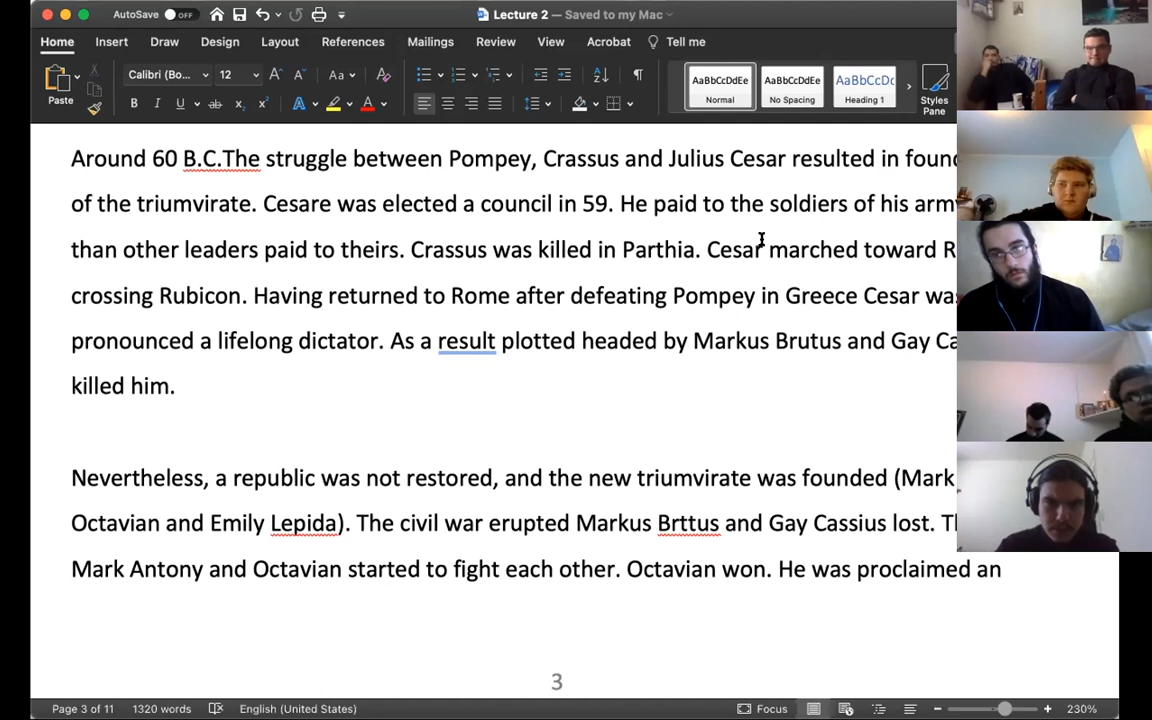 AutoSave OFF Lecture 2 — Saved to my Mac
Home Insert Draw Design Layout References Mailings Review View Acrobat Tell me
Paste Calibri (Bo... 12 Aa AaBbCcDdEe AaBbCcDdEe AaBbCcDc
Normal No Spacing Heading 1 Styles Pane
Around 60 B.C.The struggle between Pompey, Crassus and Julius Cesar resulted in
of the triumvirate. Cesare was elected a council in 59. He paid to the soldiers of his
than other leaders paid to theirs. Crassus was killed in Parthia. Cesar marched toward
crossing Rubicon. Having returned to Rome after defeating Pompey in Greece Cesar
pronounced a lifelong dictator. As a result plotted headed by Markus Brutus and Gay
killed him.
Nevertheless, a republic was not restored, and the new triumvirate was founded (Mark
Octavian and Emily Lepida). The civil war erupted Markus Brttus and Gay Cassius lost.
Mark Antony and Octavian started to fight each other. Octavian won. He was proclaimed an
3
Page 3 of 11 1320 words English (United States) Focus 230%